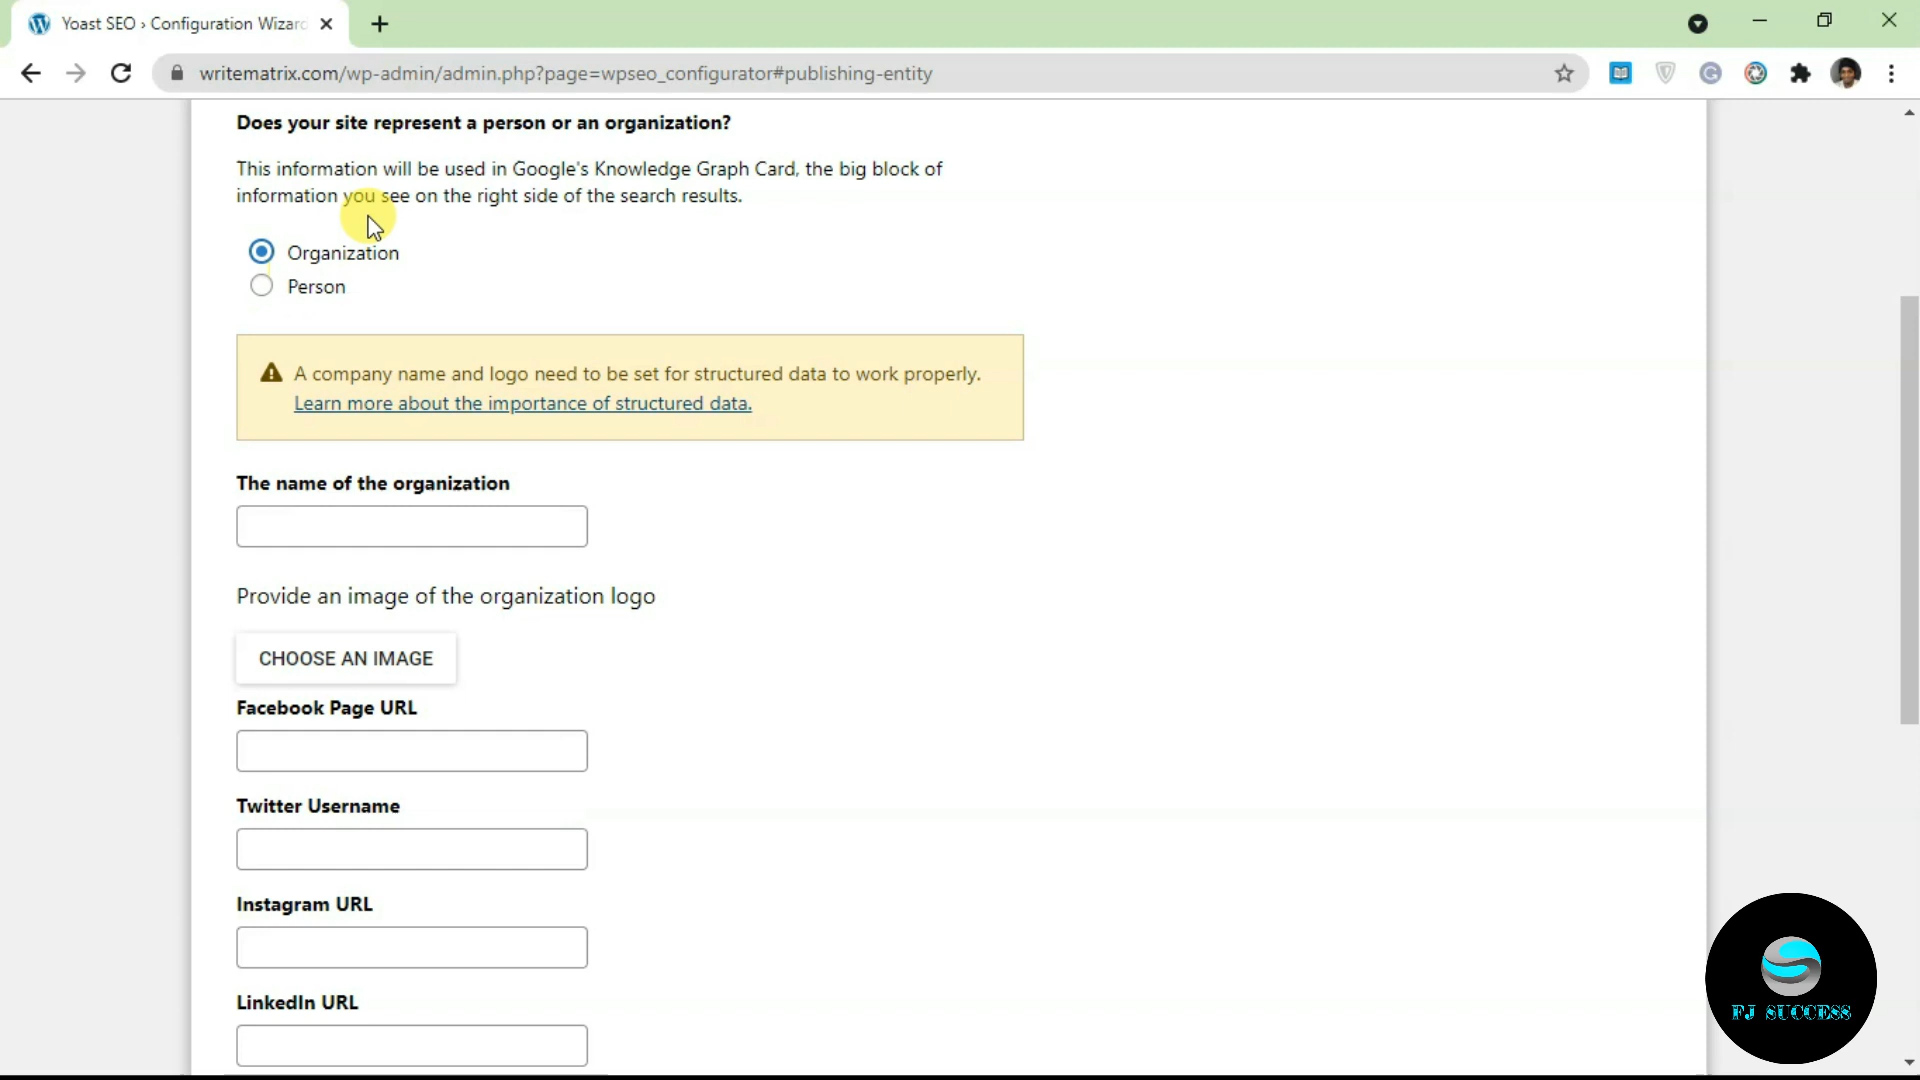 Yoast SEO › Configuration Wizard
writematrix.com/wp-admin/admin.php?page=wpseo_configurator#publishing-entity
Does your site represent a person or an organization?
This information will be used in Google's Knowledge Graph Card, the big block of
information you see on the right side of the search results.
Organization
Person
A company name and logo need to be set for structured data to work properly.
Learn more about the importance of structured data.
The name of the organization
Provide an image of the organization logo
CHOOSE AN IMAGE
Facebook Page URL
Twitter Username
Instagram URL
LinkedIn URL
FJ SUCCESS